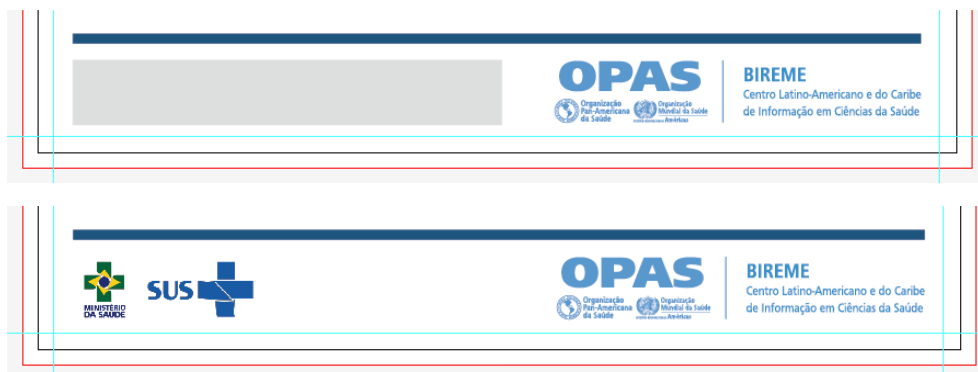 OPAS
Organização
Pan-Americana
da Saúde
Organização
Mundial da Saúde
Américas
BIREME
Centro Latino-Americano e do Caribe
de Informação em Ciências da Saúde
MINISTÉRIO
DA SAÚDE
SUS
OPAS
Organização
Pan-Americana
da Saúde
Organização
Mundial da Saúde
Américas
BIREME
Centro Latino-Americano e do Caribe
de Informação em Ciências da Saúde